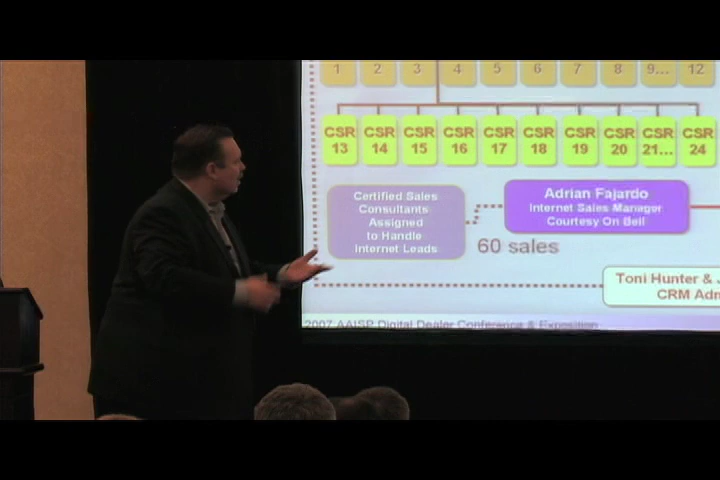 1 2 3 4 5 6 7 8 9... 12
CSR CSR CSR CSR CSR CSR CSR CSR CSR CSR
13 14 15 16 17 18 19 20 21... 24
Certified Sales
Consultants
Assigned
to Handle
Internet Leads
Adrian Fajardo
Internet Sales Manager
Courtesy On Bell
60 sales
Toni Hunter & J
CRM Adm
2007 AAISP Digital Dealer Conference & Exposition